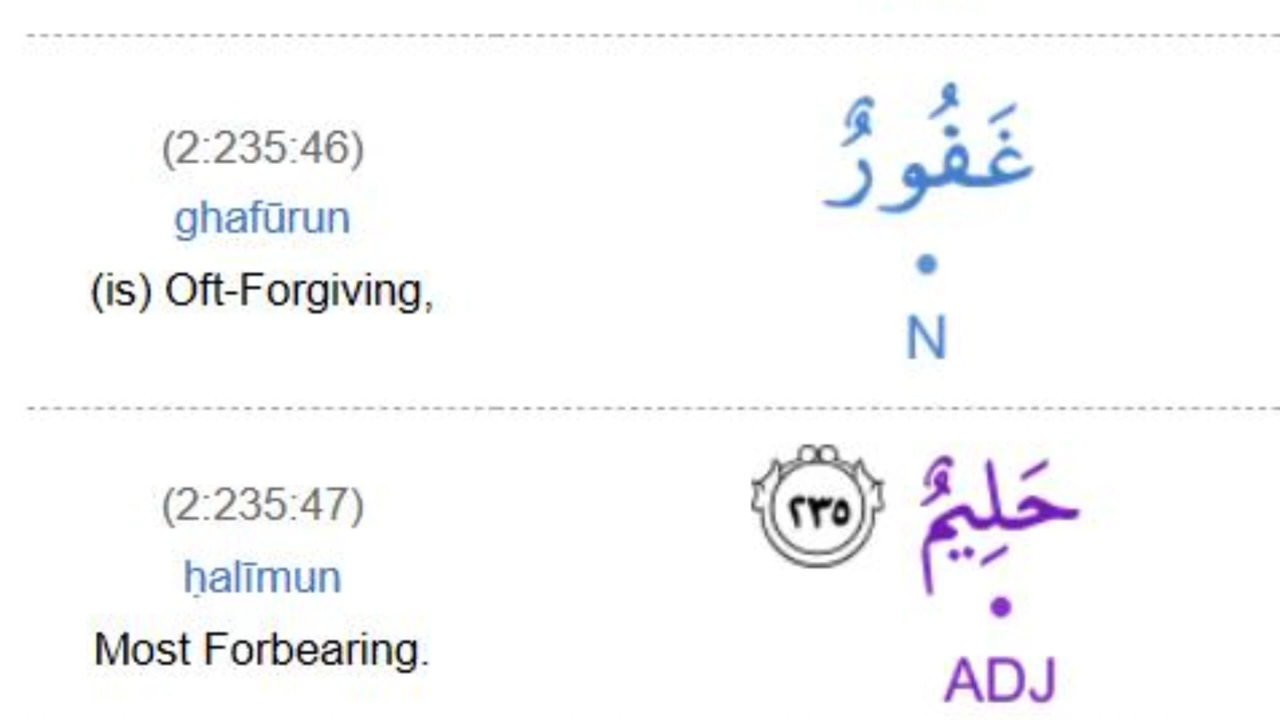 (2:235:46)
ghafūrun
(is) Oft-Forgiving,
غَفُورٌ
N
(2:235:47)
ḥalīmun
Most Forbearing.
حَلِيمٌ ٢٣٥
ADJ